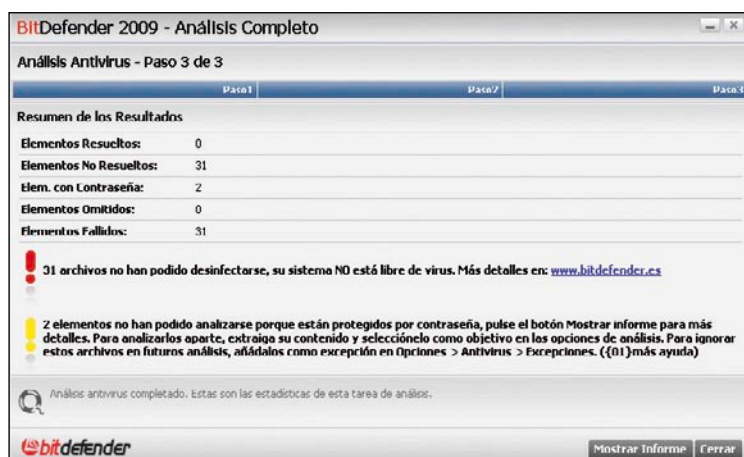 BitDefender 2009 - Análisis Completo
Análisis Antivirus - Paso 3 de 3
Paso1 Paso2 Paso3
Resumen de los Resultados
Elementos Resueltos: 0
Elementos No Resueltos: 31
Elem. con Contraseña: 2
Elementos Omitidos: 0
Elementos Fallidos: 31
31 archivos no han podido desinfectarse, su sistema NO está libre de virus. Más detalles en: www.bitdefender.es
2 elementos no han podido analizarse porque están protegidos por contraseña, pulse el botón Mostrar informe para más
detalles. Para analizarlos aparte, extraiga su contenido y selecciónelo como objetivo en las opciones de análisis. Para ignorar
estos archivos en futuros análisis, añádalos como excepción en Opciones > Antivirus > Excepciones. ({01}más ayuda)
Análisis antivirus completado. Estas son las estadísticas de esta tarea de análisis.
bitdefender
Mostrar Informe Cerrar